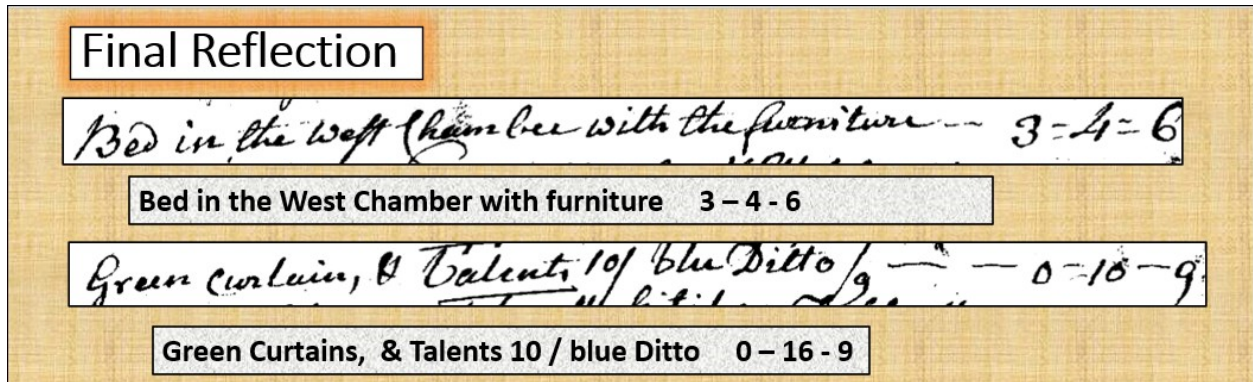 Final Reflection
Bed in the West Chamber with the furniture -- 3=4=6
Bed in the West Chamber with furniture 3 – 4 - 6
Green curtain, & Talents 10/ blue Ditto /9 — — 0-10-9
Green Curtains, & Talents 10 / blue Ditto 0 – 16 - 9